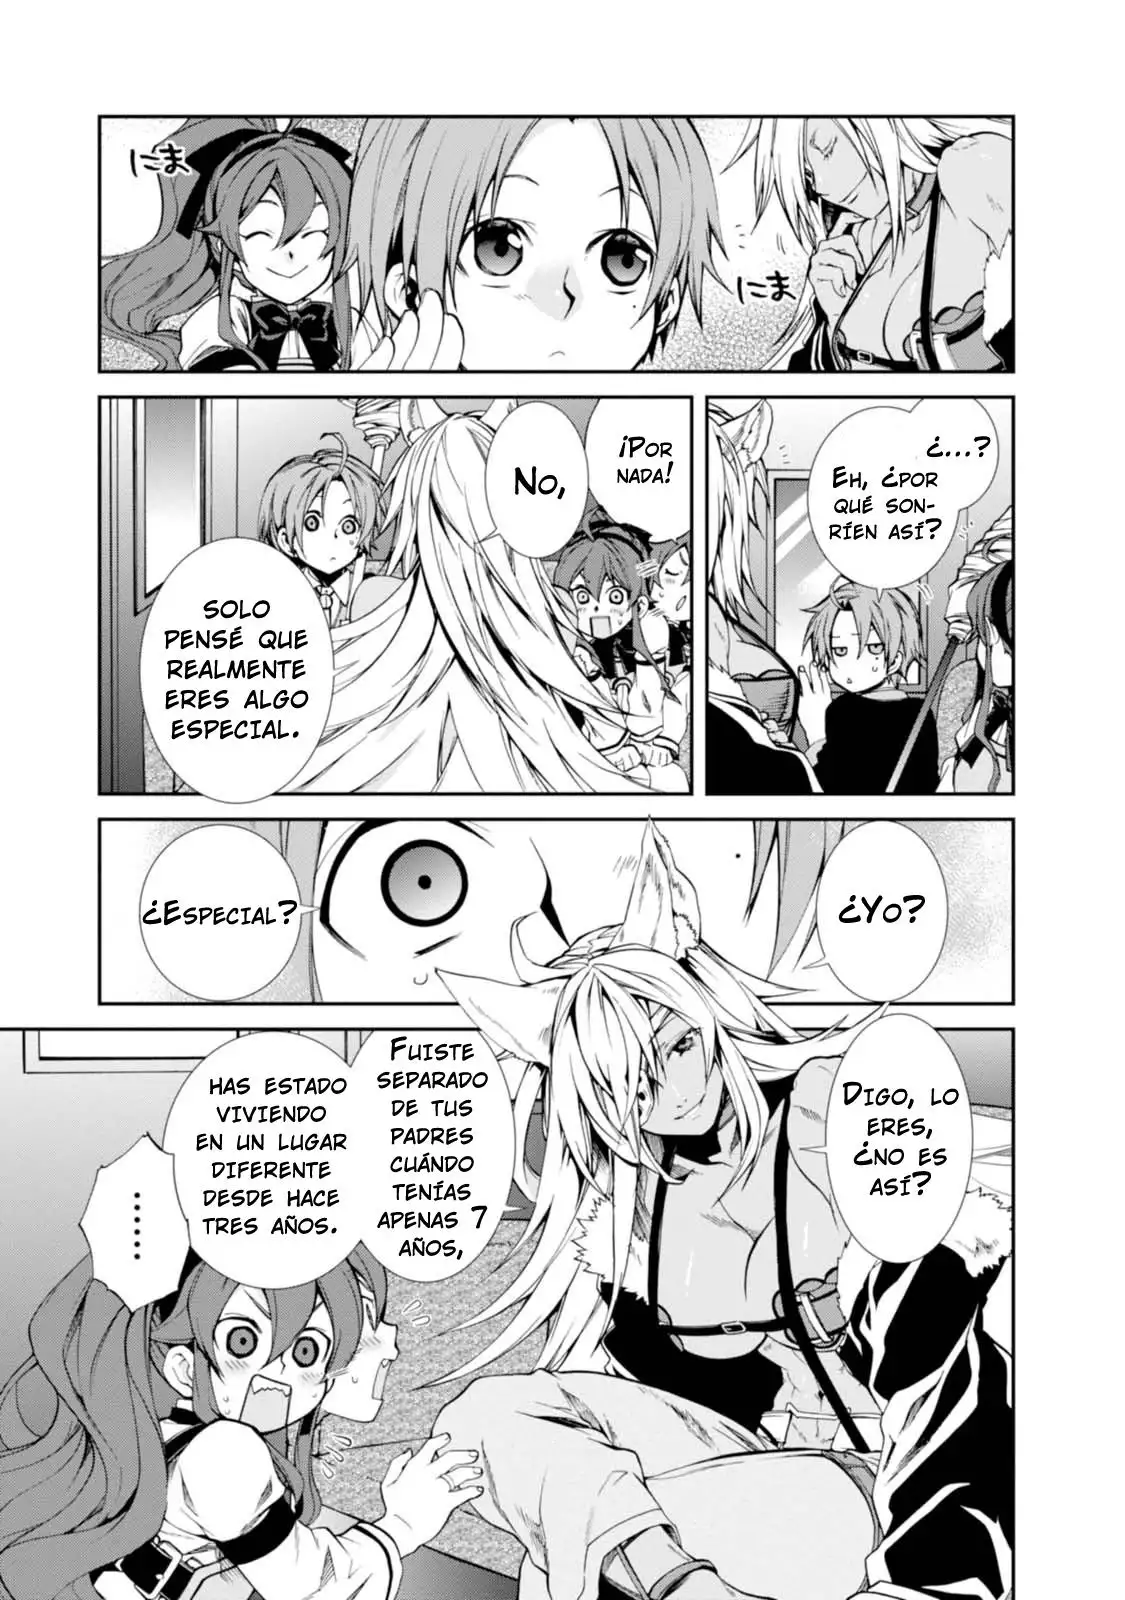 にま
にま
¿...?
Eh, ¿por
qué son-
ríen así?
¡Por
nada!
No,
solo
pensé que
realmente
eres algo
especial.
¿Yo?
¿Especial?
Digo, lo
eres,
¿no es
así?
Fuiste
separado
de tus
padres
cuándo
tenías
apenas 7
años,
has estado
viviendo
en un lugar
diferente
desde hace
tres años.
......